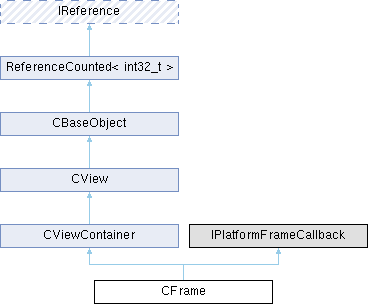 IReference
ReferenceCounted< int32_t >
CBaseObject
CView
CViewContainer
IPlatformFrameCallback
CFrame